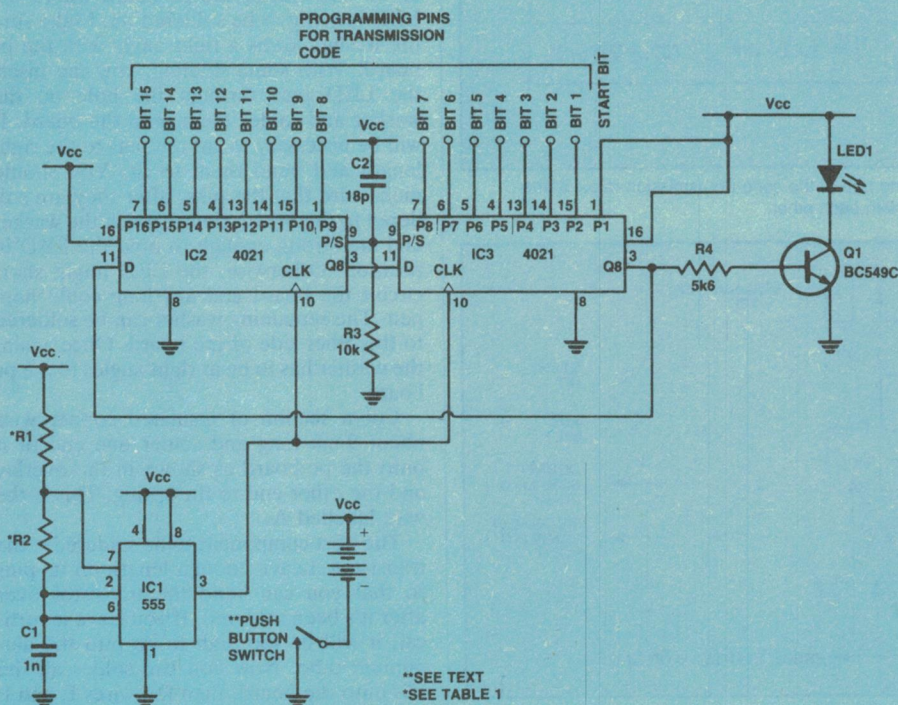 PROGRAMMING PINS
FOR TRANSMISSION
CODE
BIT 15
BIT 14
BIT 13
BIT 12
BIT 11
BIT 10
BIT 9
BIT 8
BIT 7
BIT 6
BIT 5
BIT 4
BIT 3
BIT 2
BIT 1
START BIT
Vcc
Vcc
Vcc
C2
18p
LED1
7 6 5 4 13 14 15 1
P16 P15 P14 P13 P12 P11 P10 P9
16
11
D
IC2 4021
CLK
P/S
Q8
9
3
8
10
7 6 5 4 13 14 15 1
P8 P7 P6 P5 P4 P3 P2 P1
9
11
P/S
D
IC3 4021
CLK
Q8
16
3
10
8
R4
5k6
Q1
BC549C
R3
10k
Vcc
*R1
*R2
C1
1n
Vcc
4
8
7
2
6
IC1
555
3
1
Vcc
+
−
**PUSH
BUTTON
SWITCH
**SEE TEXT
*SEE TABLE 1